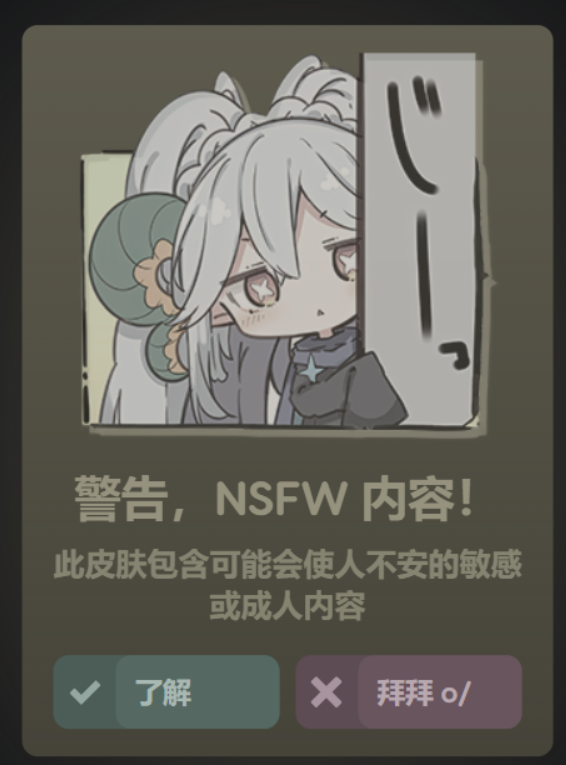 じーっ
警告，NSFW 内容！
此皮肤包含可能会使人不安的敏感
或成人内容
了解
拜拜 o/